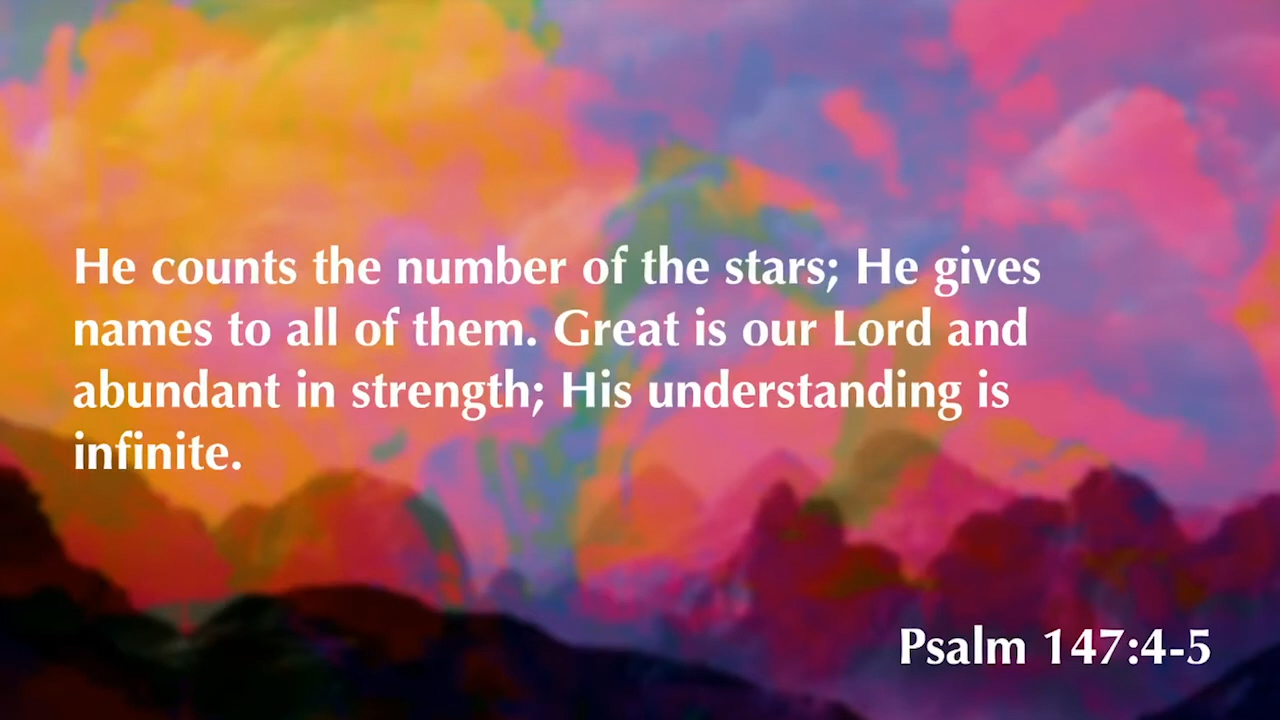 He counts the number of the stars; He gives
names to all of them. Great is our Lord and
abundant in strength; His understanding is
infinite.
Psalm 147:4-5